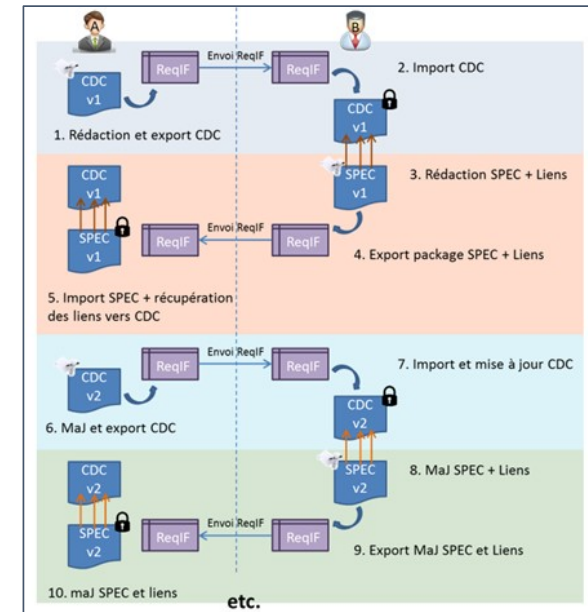 A
B
Envoi ReqIF
ReqIF
ReqIF
2. Import CDC
CDC
v1
CDC
v1
1. Rédaction et export CDC
CDC
v1
SPEC
v1
3. Rédaction SPEC + Liens
SPEC
v1
Envoi ReqIF
ReqIF
ReqIF
4. Export package SPEC + Liens
5. Import SPEC + récupération
des liens vers CDC
Envoi ReqIF
ReqIF
ReqIF
7. Import et mise à jour CDC
CDC
v2
CDC
v2
6. MaJ et export CDC
CDC
v2
SPEC
v2
8. MaJ SPEC + Liens
SPEC
v2
Envoi ReqIF
ReqIF
ReqIF
9. Export MaJ SPEC et Liens
10. maJ SPEC et liens
etc.